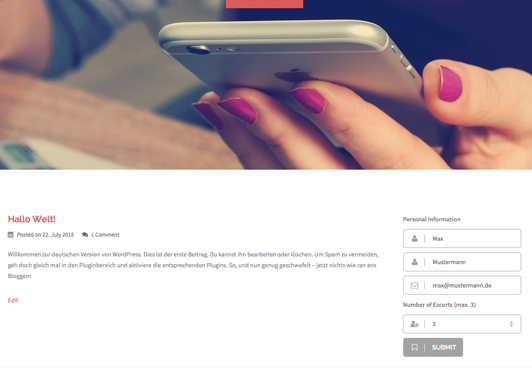 Hallo Welt!
Posted on 22. July 2015 1 Comment
Willkommen zur deutschen Version von WordPress. Dies ist der erste Beitrag. Du kannst ihn bearbeiten oder löschen. Um Spam zu vermeiden,
geh doch gleich mal in den Pluginbereich und aktiviere die entsprechenden Plugins. So, und nun genug geschwafelt – jetzt nichts wie ran ans
Bloggen!
Edit
Personal Information
Max
Mustermann
max@mustermann.de
Number of Escorts (max. 3)
2
SUBMIT